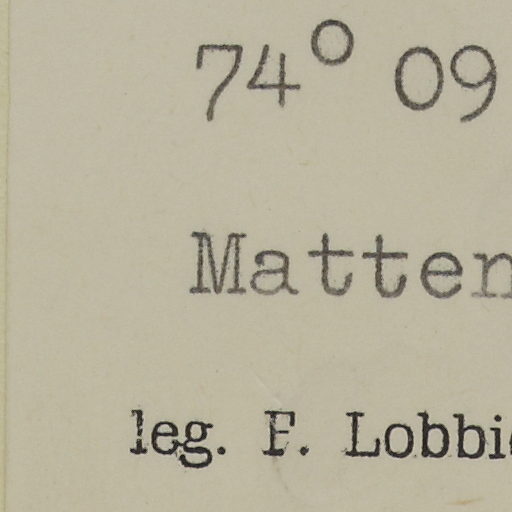 74° 09
Matten
leg. F. Lobbi